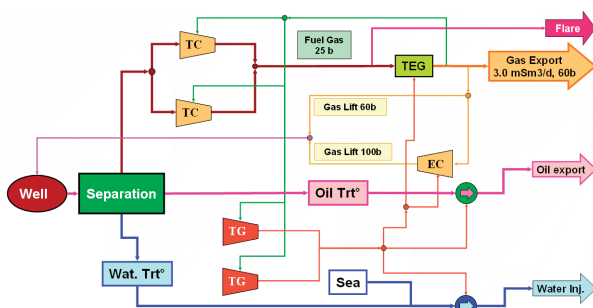 Flare
Fuel Gas
25 b
TC
TEG
Gas Export
3.0 mSm3/d, 60b
Gas Lift 60b
TC
Gas Lift 100b
EC
Oil export
Well
Separation
Oil Trt°
TG
Wat. Trt°
TG
Sea
Water Inj.